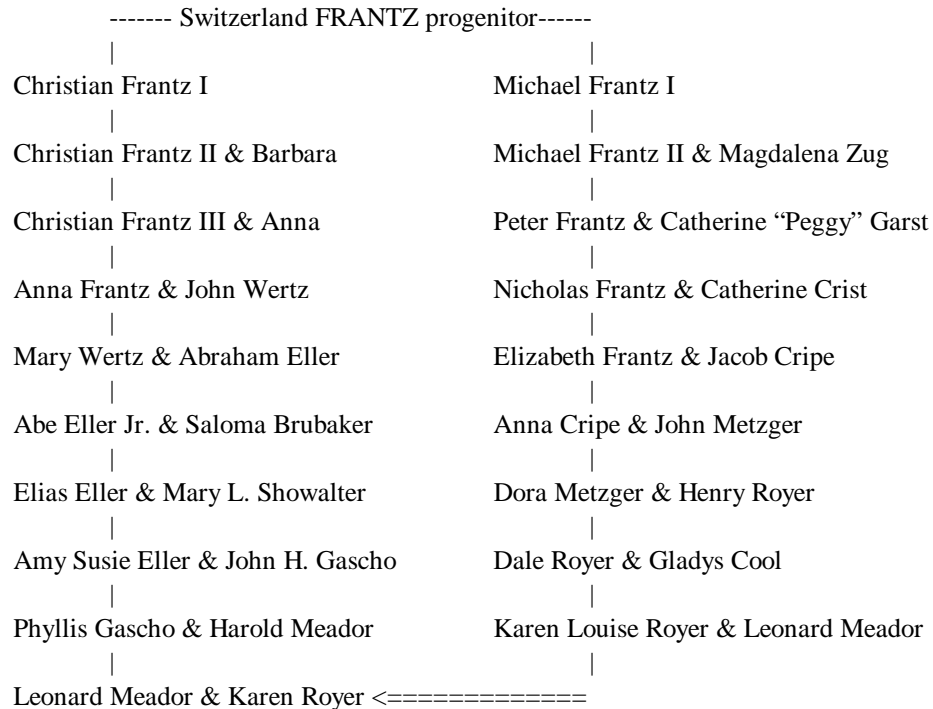 ------- Switzerland FRANTZ progenitor------
| |
Christian Frantz I Michael Frantz I
| |
Christian Frantz II & Barbara Michael Frantz II & Magdalena Zug
| |
Christian Frantz III & Anna Peter Frantz & Catherine “Peggy” Garst
| |
Anna Frantz & John Wertz Nicholas Frantz & Catherine Crist
| |
Mary Wertz & Abraham Eller Elizabeth Frantz & Jacob Cripe
| |
Abe Eller Jr. & Saloma Brubaker Anna Cripe & John Metzger
| |
Elias Eller & Mary L. Showalter Dora Metzger & Henry Royer
| |
Amy Susie Eller & John H. Gascho Dale Royer & Gladys Cool
| |
Phyllis Gascho & Harold Meador Karen Louise Royer & Leonard Meador
| |
Leonard Meador & Karen Royer <=============